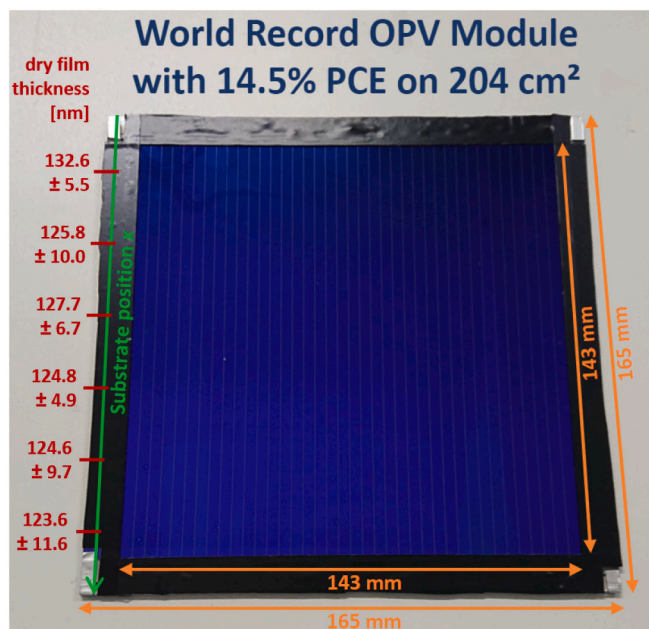 World Record OPV Module
with 14.5% PCE on 204 cm²
dry film
thickness
[nm]
132.6
± 5.5
125.8
± 10.0
127.7
± 6.7
124.8
± 4.9
124.6
± 9.7
123.6
± 11.6
Substrate position x
143 mm
165 mm
143 mm
165 mm